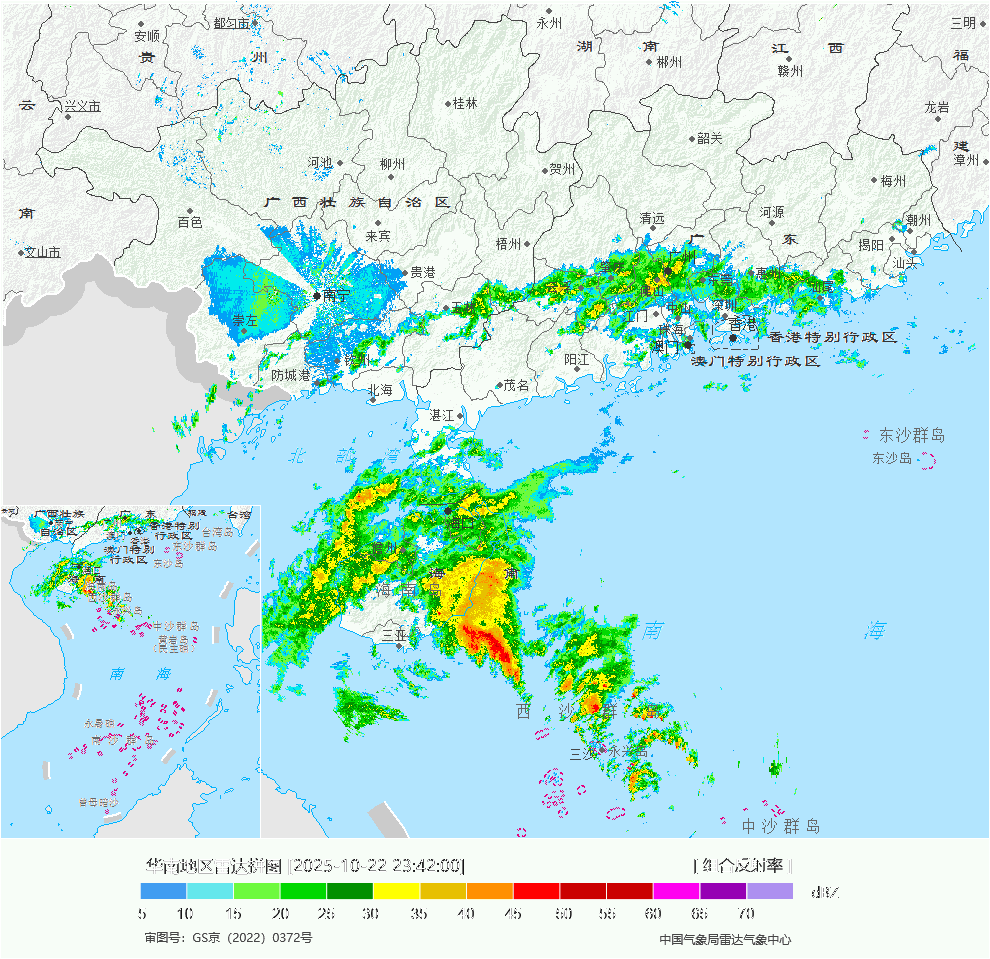 永州
三明
安顺
都匀市
贵
州
湖
南
江
西
福
郴州
赣州
云
兴义市
桂林
龙岩
韶关
建
漳州
河池
柳州
贺州
梅州
广西壮族自治区
南
百色
来宾
清远
河源
潮州
文山市
梧州
广
东
揭阳
汕头
贵港
广州
南宁
崇左
玉林
深圳
香港
珠海
澳门
香港特别行政区
澳门特别行政区
钦州
阳江
防城港
茂名
北海
湛江
东沙群岛
东沙岛
北部湾
海口
海
南
海南岛
三亚
南
海
西沙群岛
三沙
永兴岛
中沙群岛
广西壮族
自治区
广东
台湾
香港特别
行政区
澳门特别
行政区
台湾岛
东沙群岛
东沙岛
中沙群岛
黄岩岛
(民主礁)
南海
永暑礁
南沙群岛
曾母暗沙
华南地区雷达拼图 [2025-10-22 23:42:00]
[组合反射率]
dBZ
5 10 15 20 25 30 35 40 45 50 55 60 65 70
审图号：GS京（2022）0372号
中国气象局雷达气象中心